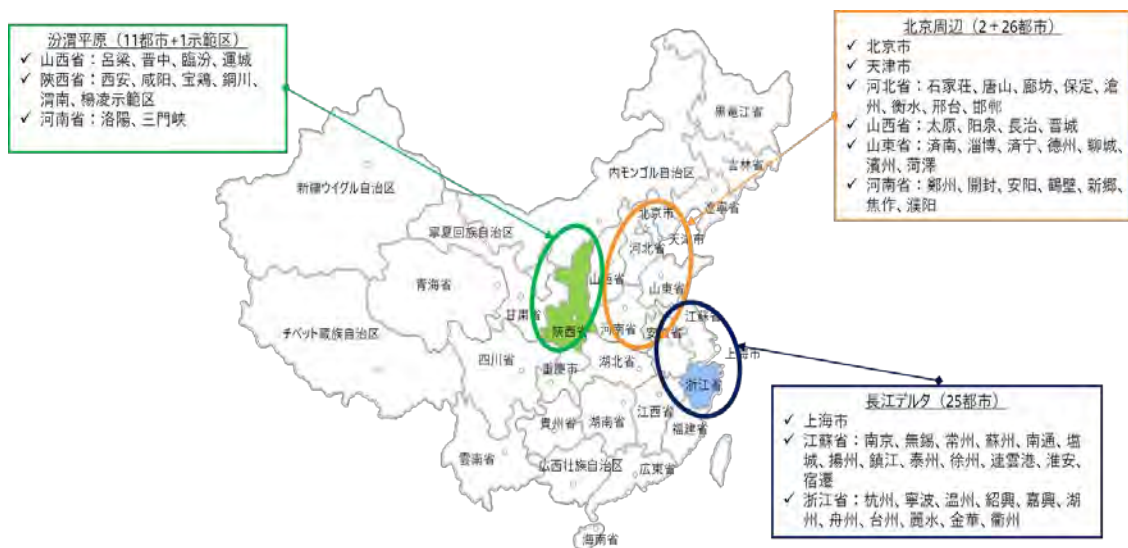 汾渭平原（11都市+1示範区）
✓ 山西省：呂梁、晋中、臨汾、運城
✓ 陝西省：西安、咸阳、宝鶏、銅川、
渭南、楊凌示範区
✓ 河南省：洛陽、三門峡
北京周辺（2＋26都市）
✓ 北京市
✓ 天津市
✓ 河北省：石家荘、唐山、廊坊、保定、滄
州、衡水、邢台、邯郸
✓ 山西省：太原、阳泉、長治、晋城
✓ 山東省：済南、淄博、済宁、德州、聊城、
濱州、菏澤
✓ 河南省：鄭州、開封、安阳、鶴壁、新郷、
焦作、濮阳
黒竜江省
吉林省
内モンゴル自治区
新疆ウイグル自治区
遼寧省
北京市
寧夏回族自治区
天津市
河北省
山西省
青海省
山東省
甘粛省
江蘇省
陝西省
河南省
安徽省
チベット蔵族自治区
上海市
四川省
湖北省
重慶市
浙江省
江西省
湖南省
貴州省
福建省
雲南省
広西壮族自治区
広東省
海南省
長江デルタ（25都市）
✓ 上海市
✓ 江蘇省：南京、無錫、常州、蘇州、南通、塩
城、揚州、鎮江、泰州、徐州、連雲港、淮安、
宿遷
✓ 浙江省：杭州、寧波、温州、紹興、嘉興、湖
州、舟州、台州、麗水、金華、衢州